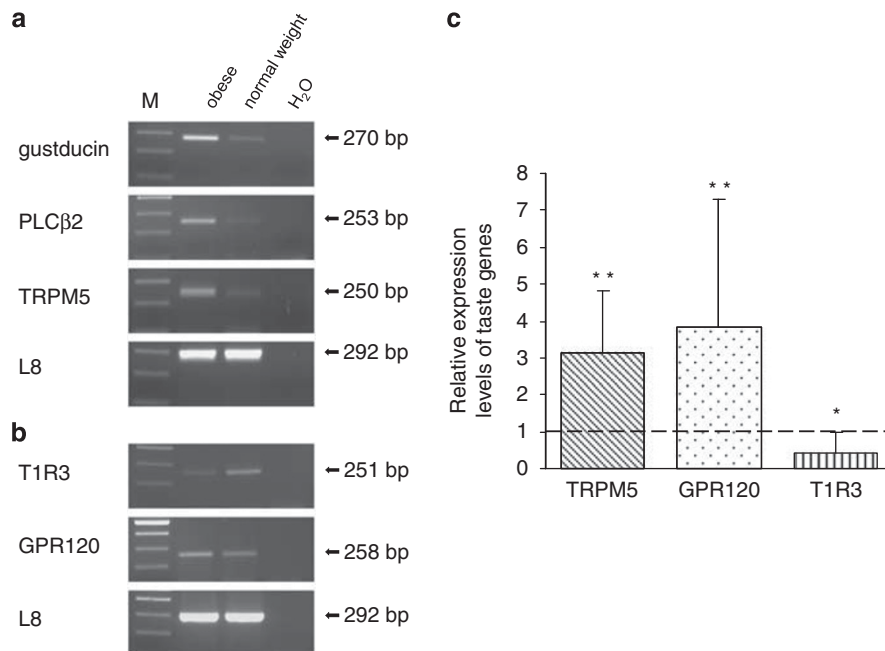 a
M
obese
normal weight
H₂O
gustducin
← 270 bp
PLCβ2
← 253 bp
TRPM5
← 250 bp
L8
← 292 bp
b
T1R3
← 251 bp
GPR120
← 258 bp
L8
← 292 bp
c
Relative expression
levels of taste genes
8
7
6
5
4
3
2
1
0
* *
* *
*
TRPM5
GPR120
T1R3